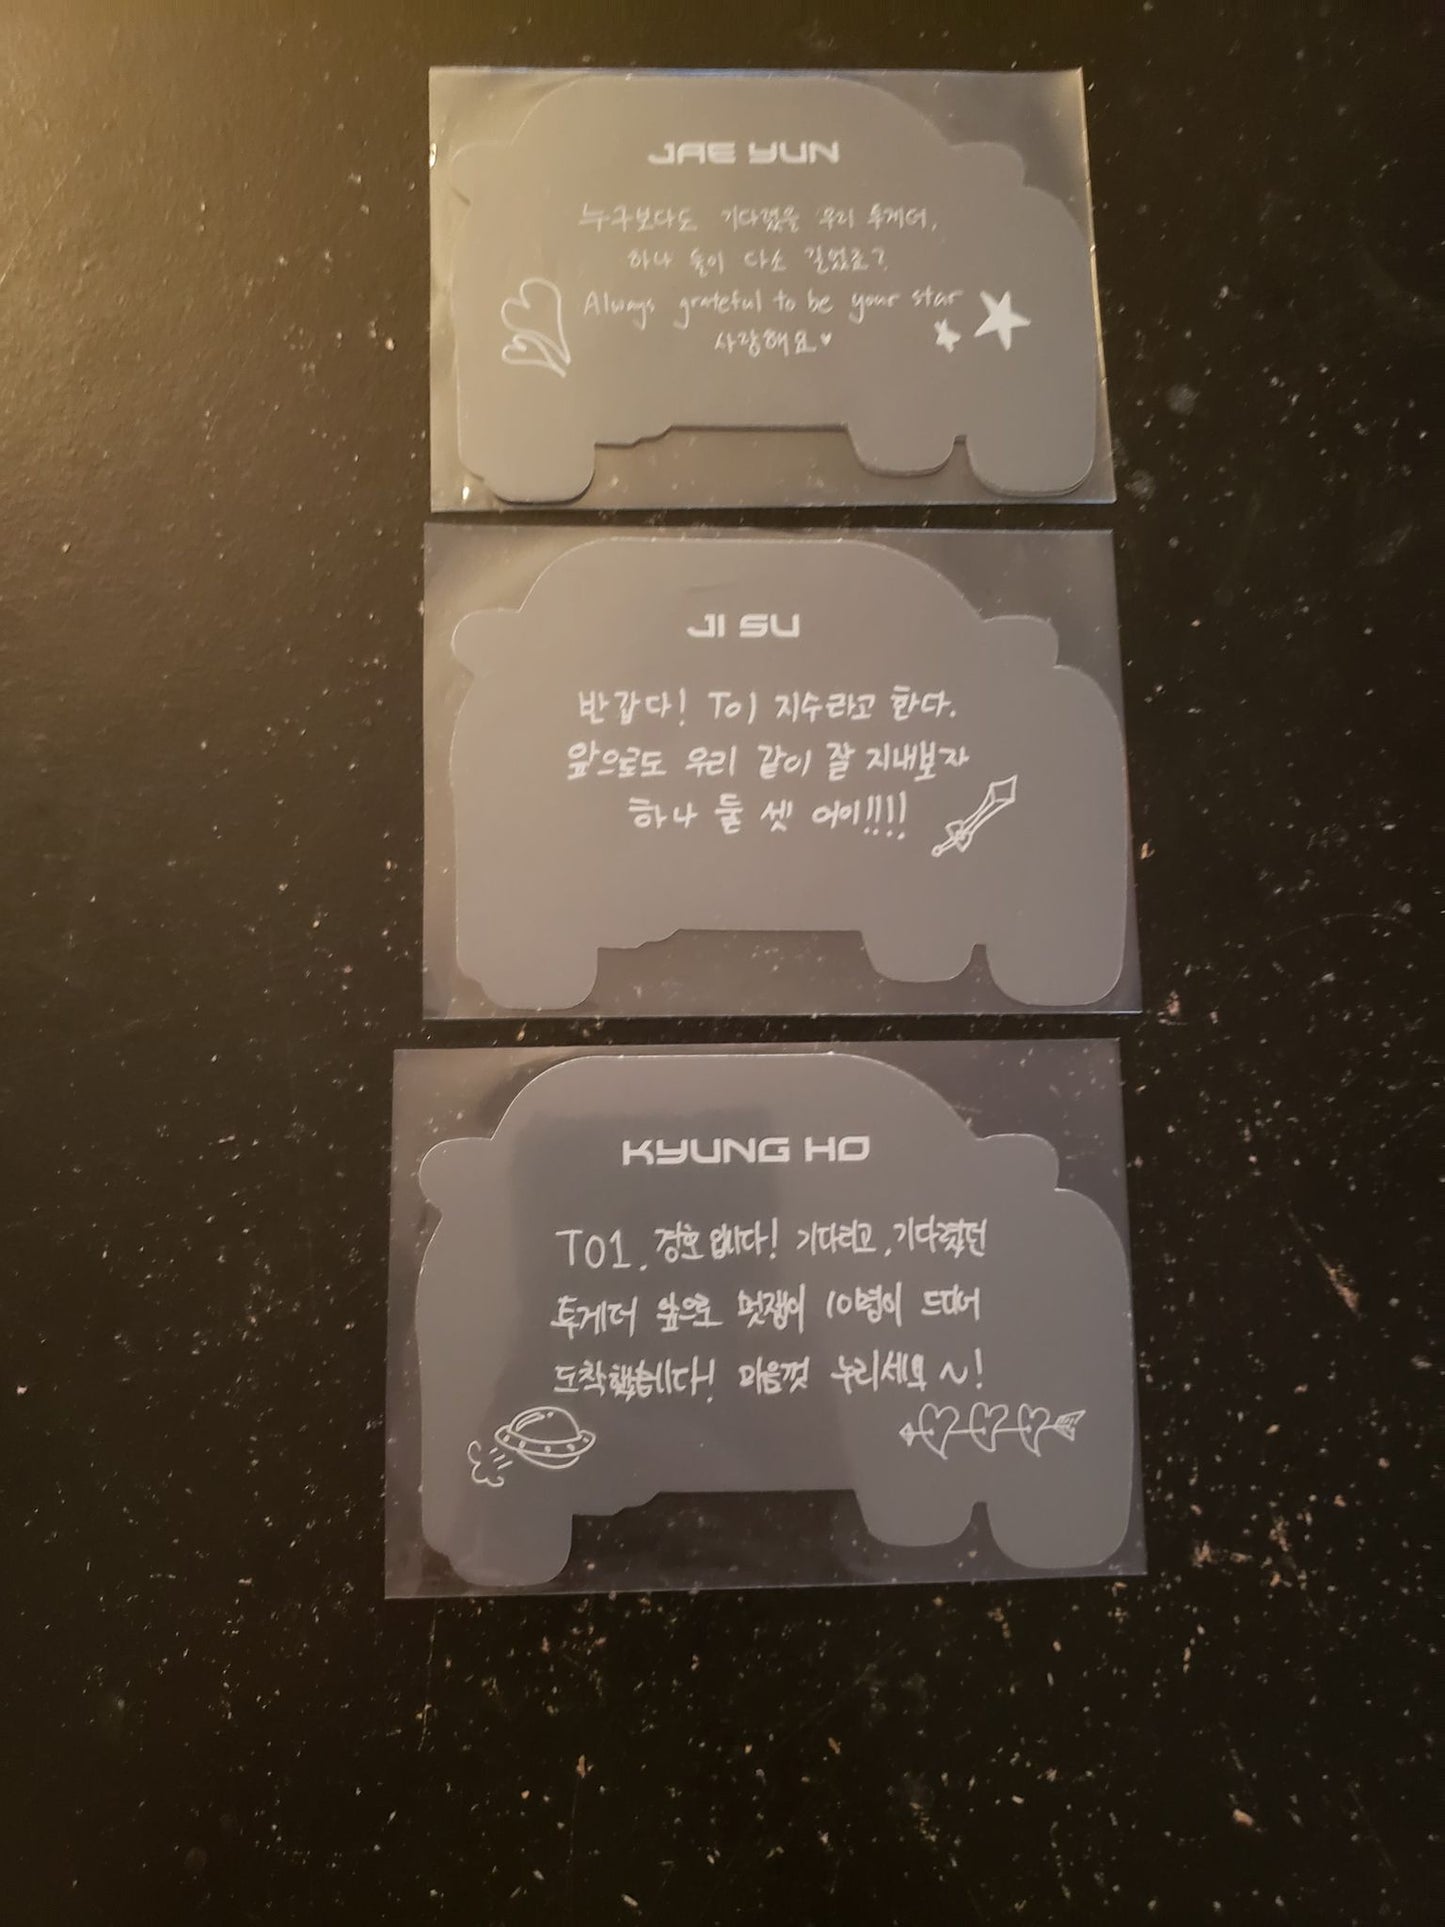 JAE YUN
누구보다도 기다렸을 우리 투게더,
하나 둘이 다소 길었죠?
Always grateful to be your star
사랑해요♥
JI SU
반갑다! TO1 지수라고 한다.
앞으로도 우리 같이 잘 지내보자
하나 둘 셋 어이!!!!
KYUNG HO
TO1. 경호입니다! 기다리고, 기다렸던
투게더 앞으로 멋쟁이 10명이 드디어
도착했습니다! 마음껏 누리세요 ~!